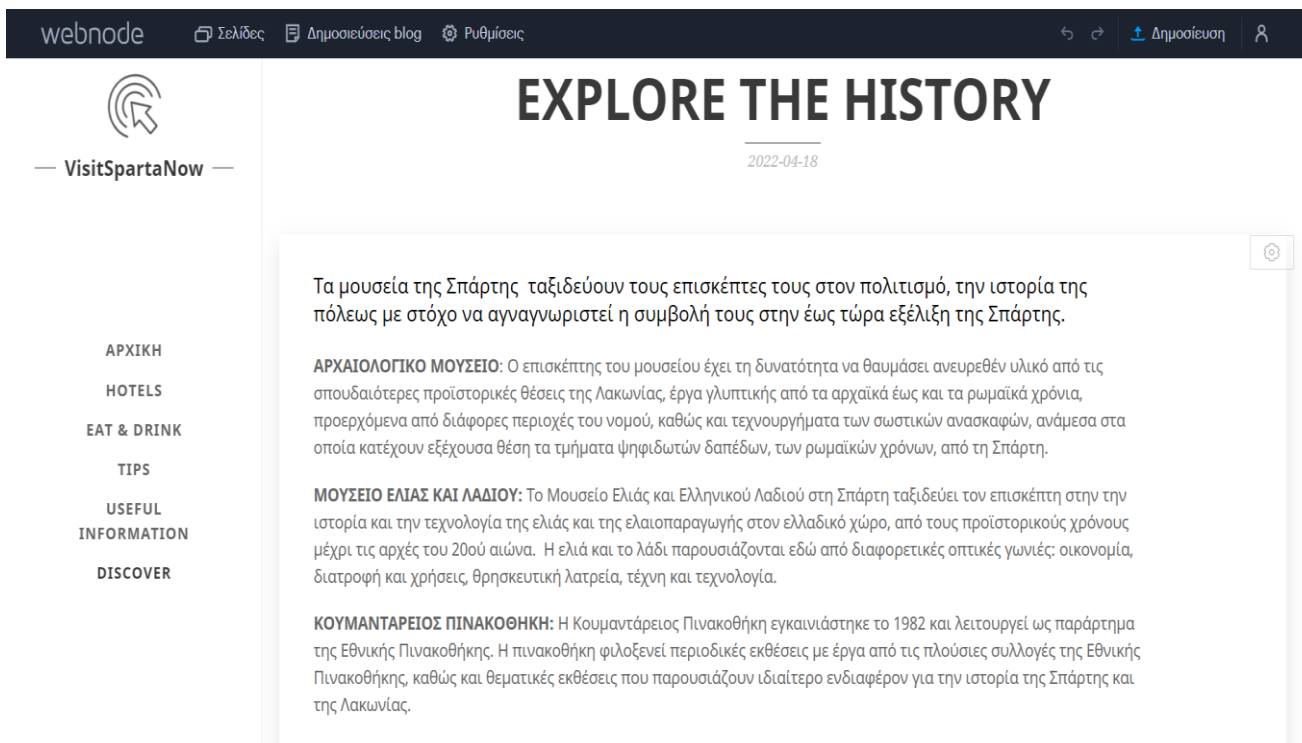 webnode Σελίδες Δημοσιεύσεις blog Ρυθμίσεις Δημοσίευση
VisitSpartaNow
ΑΡΧΙΚΗ
HOTELS
EAT & DRINK
TIPS
USEFUL
INFORMATION
DISCOVER
EXPLORE THE HISTORY
2022-04-18
Τα μουσεία της Σπάρτης ταξιδεύουν τους επισκέπτες τους στον πολιτισμό, την ιστορία της
πόλεως με στόχο να αγναγνωριστεί η συμβολή τους στην έως τώρα εξέλιξη της Σπάρτης.
ΑΡΧΑΙΟΛΟΓΙΚΟ ΜΟΥΣΕΙΟ: Ο επισκέπτης του μουσείου έχει τη δυνατότητα να θαυμάσει ανευρεθέν υλικό από τις
σπουδαιότερες προϊστορικές θέσεις της Λακωνίας, έργα γλυπτικής από τα αρχαϊκά έως και τα ρωμαϊκά χρόνια,
προερχόμενα από διάφορες περιοχές του νομού, καθώς και τεχνουργήματα των σωστικών ανασκαφών, ανάμεσα στα
οποία κατέχουν εξέχουσα θέση τα τμήματα ψηφιδωτών δαπέδων, των ρωμαϊκών χρόνων, από τη Σπάρτη.
ΜΟΥΣΕΙΟ ΕΛΙΑΣ ΚΑΙ ΛΑΔΙΟΥ: Το Μουσείο Ελιάς και Ελληνικού Λαδιού στη Σπάρτη ταξιδεύει τον επισκέπτη στην την
ιστορία και την τεχνολογία της ελιάς και της ελαιοπαραγωγής στον ελλαδικό χώρο, από τους προϊστορικούς χρόνους
μέχρι τις αρχές του 20ού αιώνα. Η ελιά και το λάδι παρουσιάζονται εδώ από διαφορετικές οπτικές γωνιές: οικονομία,
διατροφή και χρήσεις, θρησκευτική λατρεία, τέχνη και τεχνολογία.
ΚΟΥΜΑΝΤΑΡΕΙΟΣ ΠΙΝΑΚΟΘΗΚΗ: Η Κουμαντάρειος Πινακοθήκη εγκαινιάστηκε το 1982 και λειτουργεί ως παράρτημα
της Εθνικής Πινακοθήκης. Η πινακοθήκη φιλοξενεί περιοδικές εκθέσεις με έργα από τις πλούσιες συλλογές της Εθνικής
Πινακοθήκης, καθώς και θεματικές εκθέσεις που παρουσιάζουν ιδιαίτερο ενδιαφέρον για την ιστορία της Σπάρτης και
της Λακωνίας.